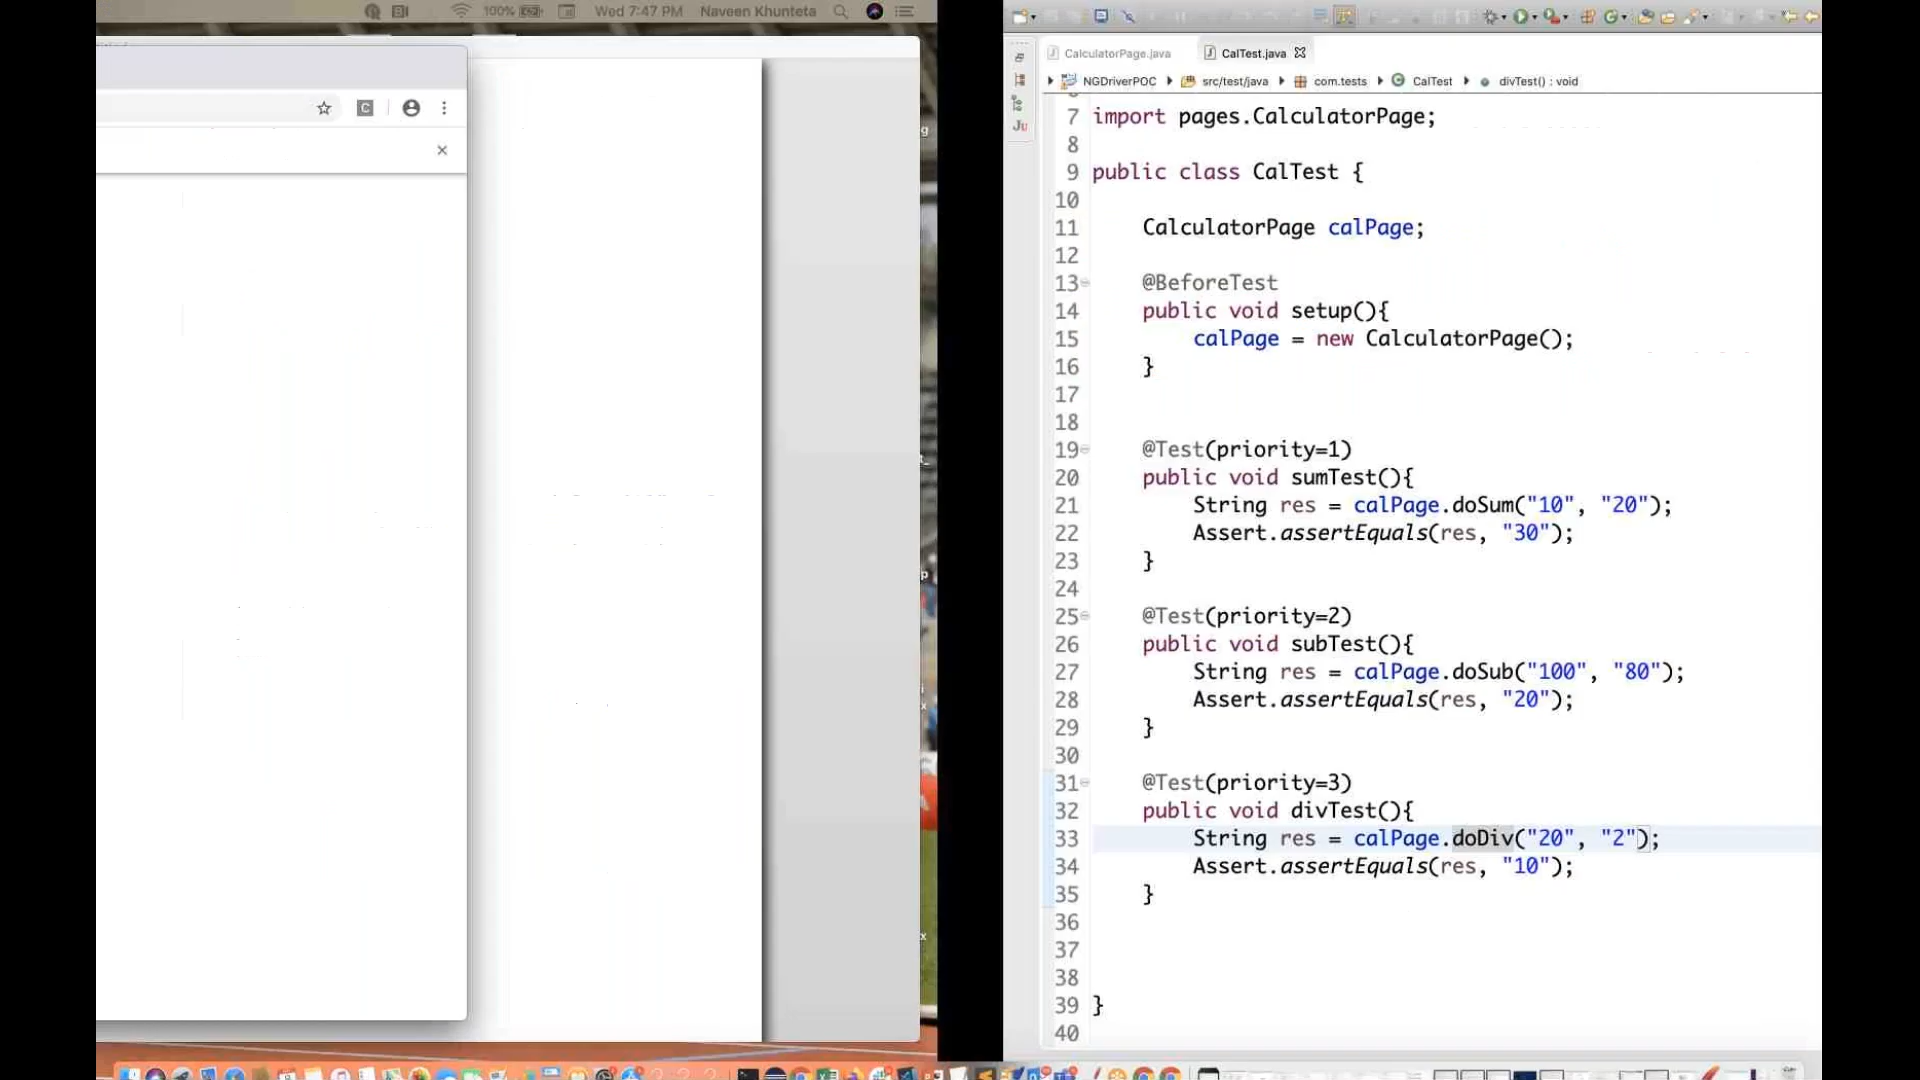 100%
Wed 7:47 PM
Naveen Khunteta
CalculatorPage.java
CalTest.java
NGDriverPOC
src/test/java
com.tests
CalTest
divTest() : void
7 import pages.CalculatorPage;
8
9 public class CalTest {
10
11 CalculatorPage calPage;
12
13 @BeforeTest
14 public void setup(){
15 calPage = new CalculatorPage();
16 }
17
18
19 @Test(priority=1)
20 public void sumTest(){
21 String res = calPage.doSum("10", "20");
22 Assert.assertEquals(res, "30");
23 }
24
25 @Test(priority=2)
26 public void subTest(){
27 String res = calPage.doSub("100", "80");
28 Assert.assertEquals(res, "20");
29 }
30
31 @Test(priority=3)
32 public void divTest(){
33 String res = calPage.doDiv("20", "2");
34 Assert.assertEquals(res, "10");
35 }
36
37
38
39 }
40